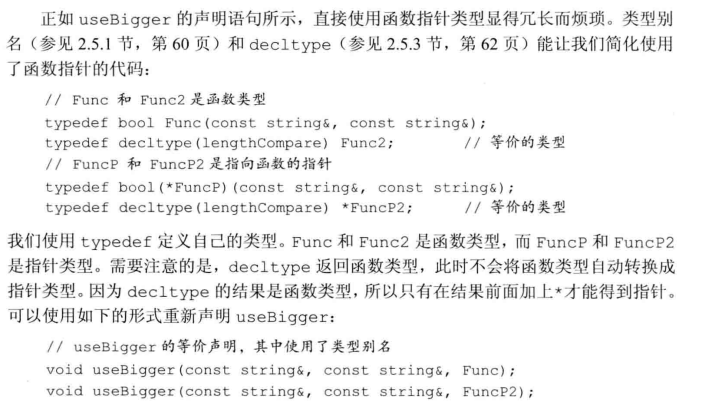 正如 useBigger 的声明语句所示，直接使用函数指针类型显得冗长而烦琐。类型别
名（参见 2.5.1 节，第 60 页）和 decltype（参见 2.5.3 节，第 62 页）能让我们简化使用
了函数指针的代码：
// Func 和 Func2 是函数类型
typedef bool Func(const string&, const string&);
typedef decltype(lengthCompare) Func2; // 等价的类型
// FuncP 和 FuncP2 是指向函数的指针
typedef bool(*FuncP)(const string&, const string&);
typedef decltype(lengthCompare) *FuncP2; // 等价的类型
我们使用 typedef 定义自己的类型。Func 和 Func2 是函数类型，而 FuncP 和 FuncP2
是指针类型。需要注意的是，decltype 返回函数类型，此时不会将函数类型自动转换成
指针类型。因为 decltype 的结果是函数类型，所以只有在结果前面加上*才能得到指针。
可以使用如下的形式重新声明 useBigger：
// useBigger 的等价声明，其中使用了类型别名
void useBigger(const string&, const string&, Func);
void useBigger(const string&, const string&, FuncP2);